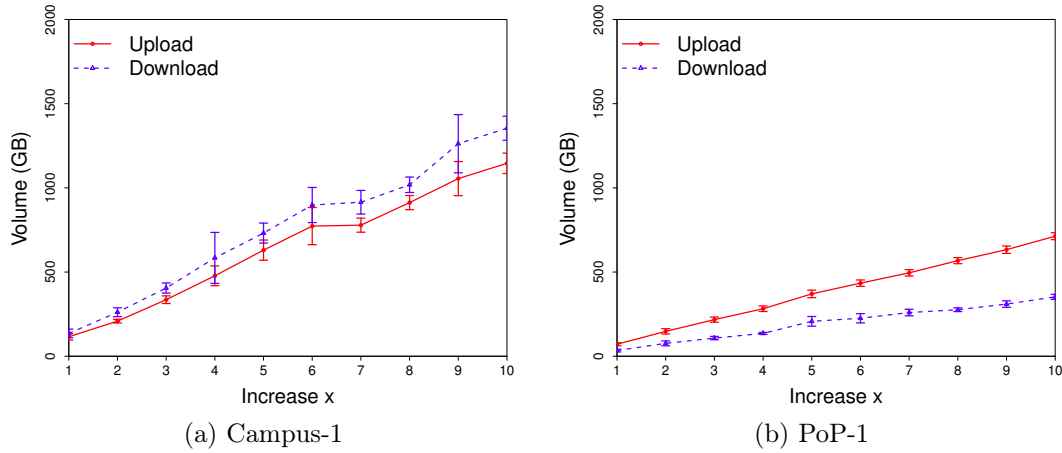 2000
1500
1000
500
0
Volume (GB)
Upload
Download
1 2 3 4 5 6 7 8 9 10
Increase x
(a) Campus-1
2000
1500
1000
500
0
Volume (GB)
Upload
Download
1 2 3 4 5 6 7 8 9 10
Increase x
(b) PoP-1